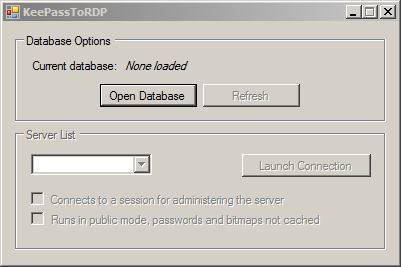 KeePassToRDP
Database Options
Current database: None loaded
Open Database Refresh
Server List
Launch Connection
Connects to a session for administering the server
Runs in public mode, passwords and bitmaps not cached